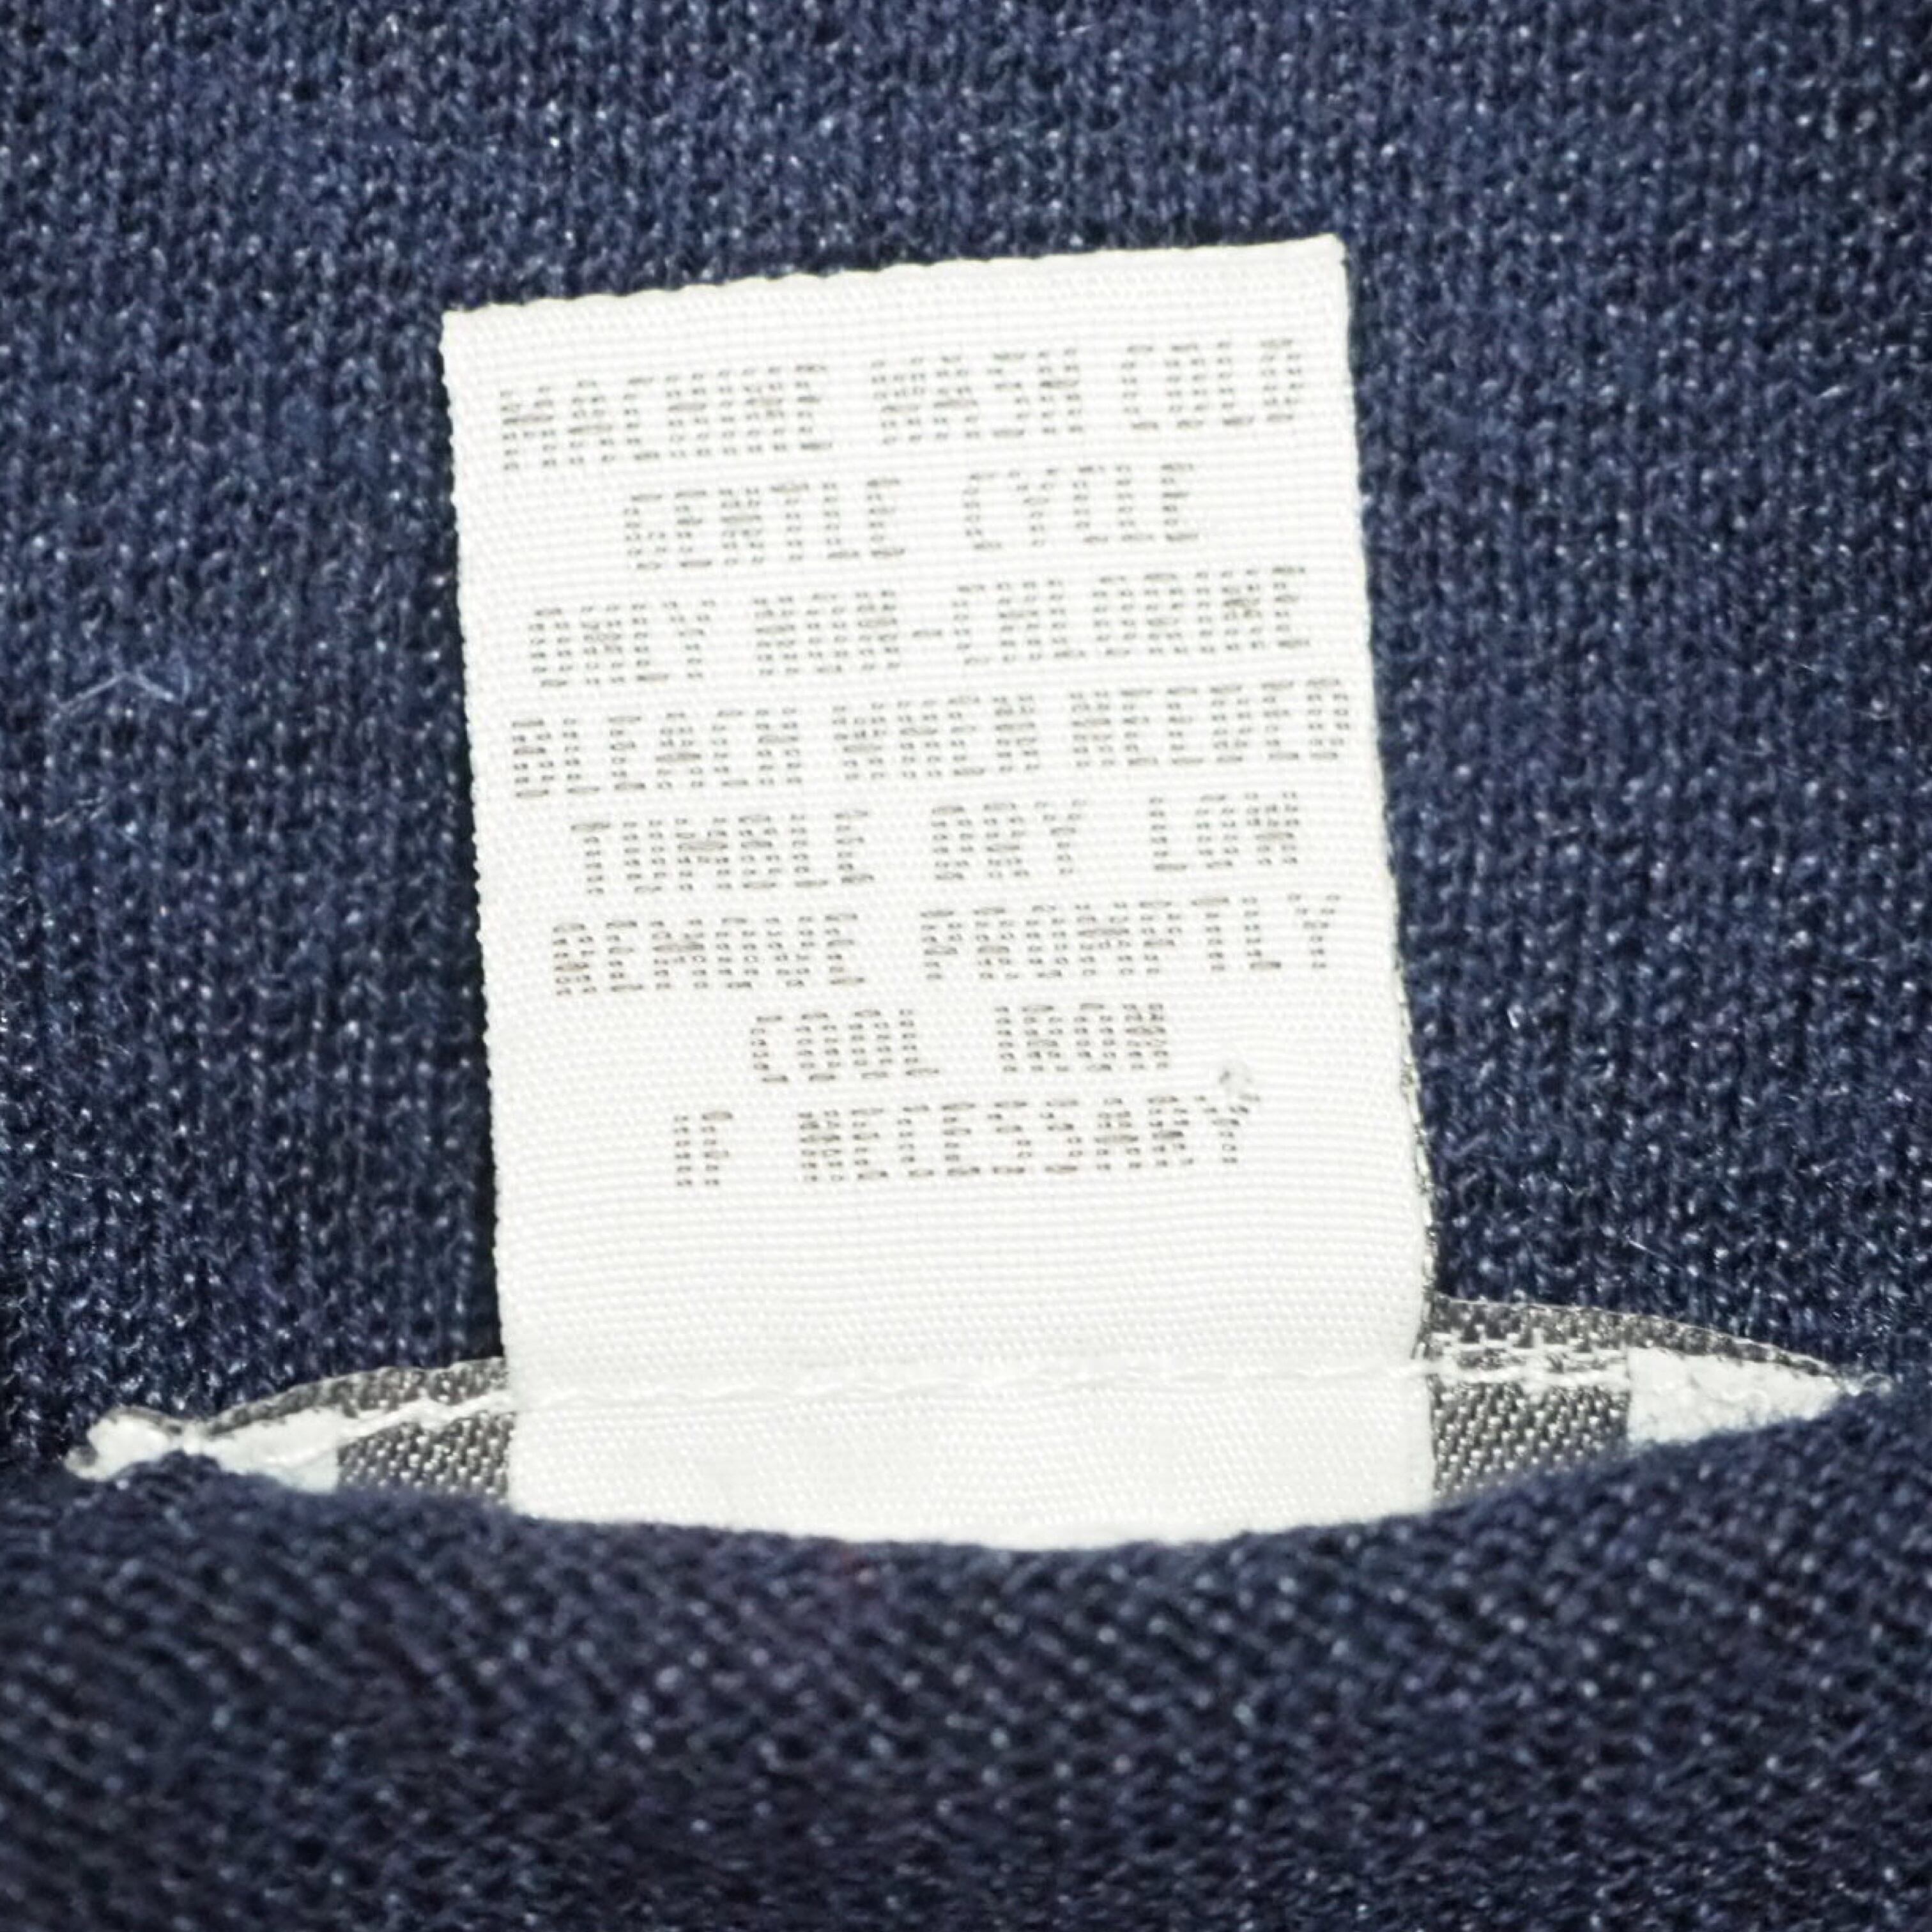 MACHINE WASH COLD
GENTLE CYCLE
ONLY NON-CHLORINE
BLEACH WHEN NEEDED
TUMBLE DRY LOW
REMOVE PROMPTLY
COOL IRON
IF NECESSARY